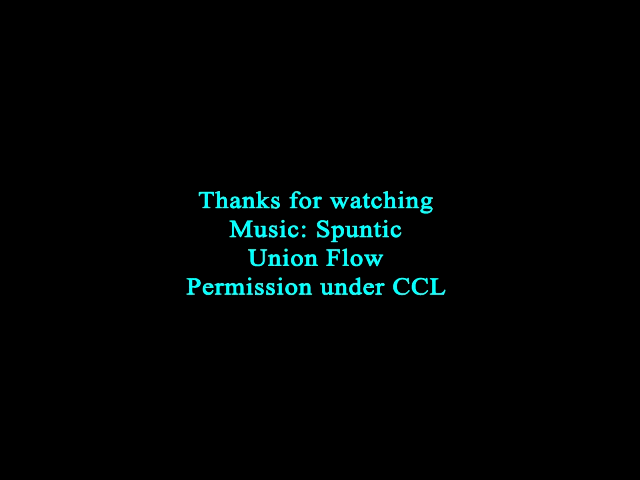 Thanks for watching
Music: Spuntic
Union Flow
Permission under CCL